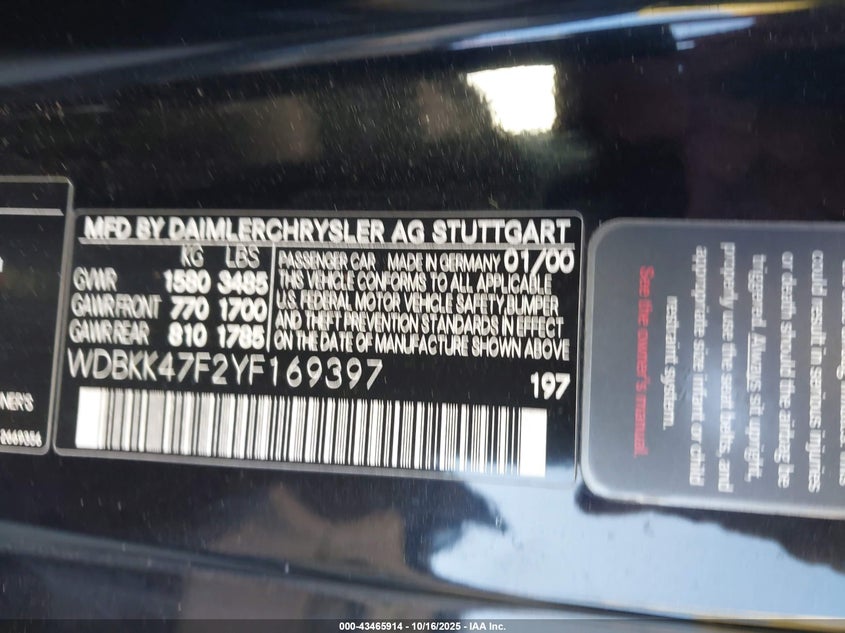 MFD BY DAIMLERCHRYSLER AG STUTTGART
KG LBS
GVWR 1580 3485
GAWR FRONT 770 1700
GAWR REAR 810 1785
PASSENGER CAR MADE IN GERMANY 01/00
THIS VEHICLE CONFORMS TO ALL APPLICABLE
U.S. FEDERAL MOTOR VEHICLE SAFETY, BUMPER
AND THEFT PREVENTION STANDARDS IN EFFECT
ON THE DATE OF MANUFACTURE SHOWN ABOVE
WDBKK47F2YF169397
197
NER'S
2669356
could result in serious injuries
or death, should the airbag be
triggered. Always sit upright,
properly use the seat belts, and
appropriate size infant or child
restraint system.
See the owner's manual.
000-43465914 - 10/16/2025 - IAA Inc.